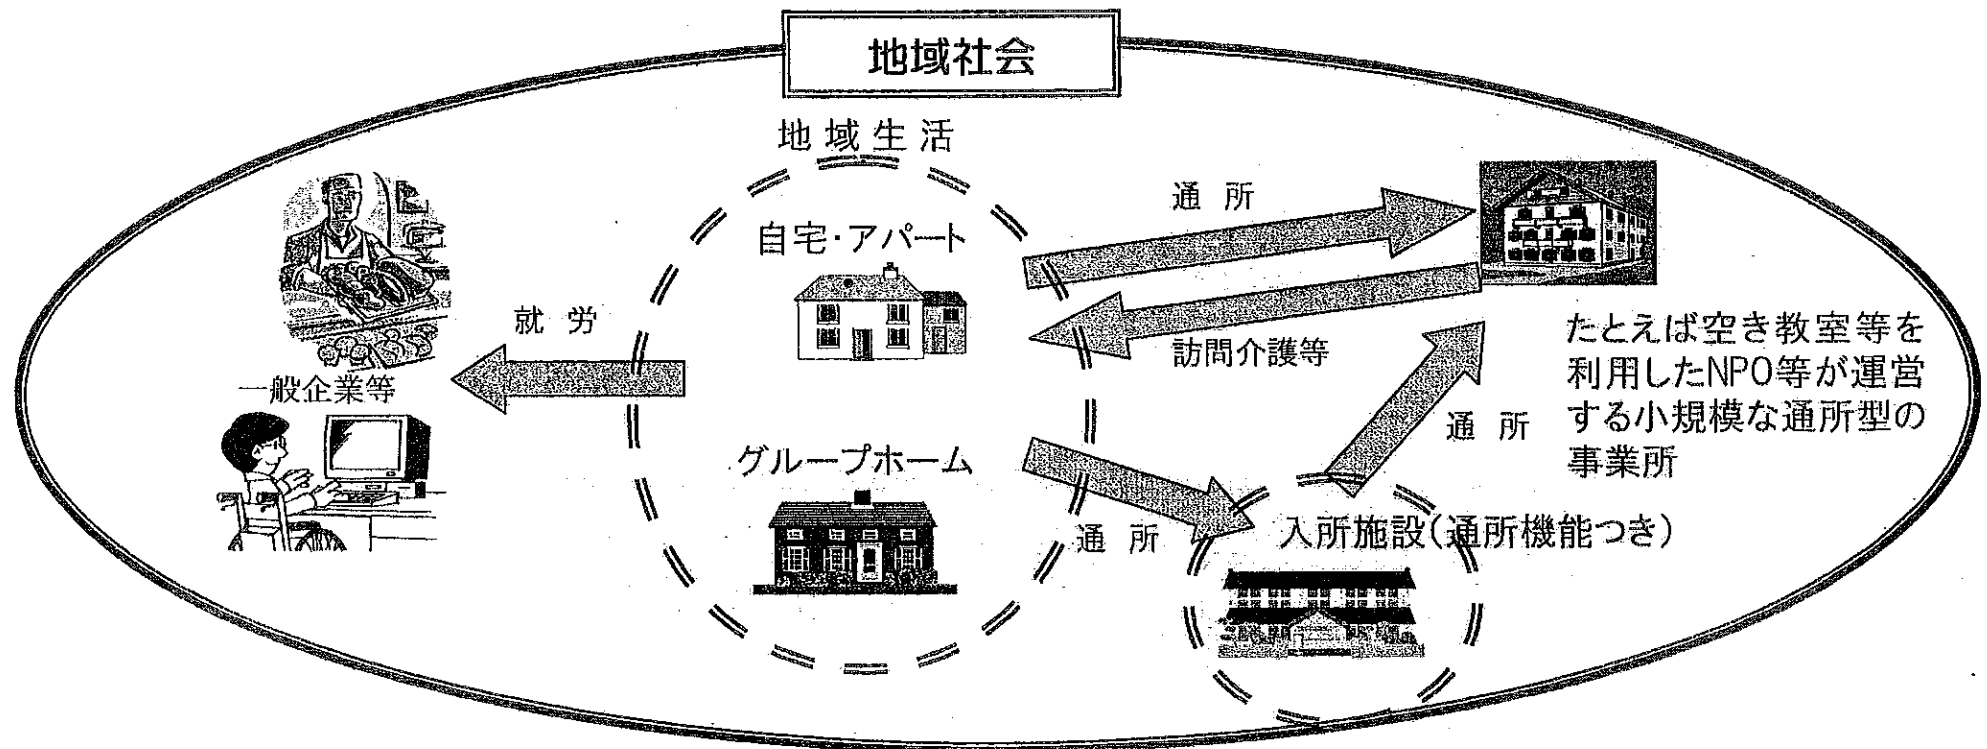 地域社会
地域生活
自宅・アパート
通所
訪問介護等
就労
一般企業等
たとえば空き教室等を
利用したNPO等が運営
する小規模な通所型の
事業所
通所
グループホーム
通所
入所施設(通所機能つき)